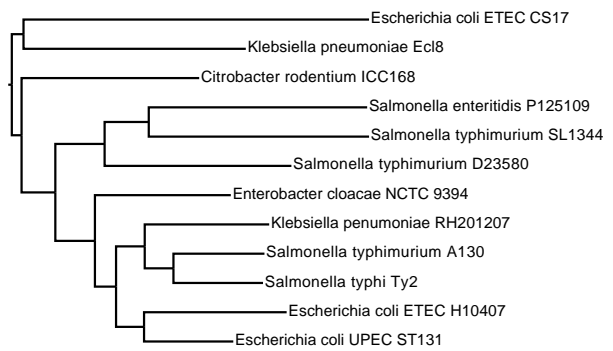 Escherichia coli ETEC CS17
Klebsiella pneumoniae Ecl8
Citrobacter rodentium ICC168
Salmonella enteritidis P125109
Salmonella typhimurium SL1344
Salmonella typhimurium D23580
Enterobacter cloacae NCTC 9394
Klebsiella penumoniae RH201207
Salmonella typhimurium A130
Salmonella typhi Ty2
Escherichia coli ETEC H10407
Escherichia coli UPEC ST131